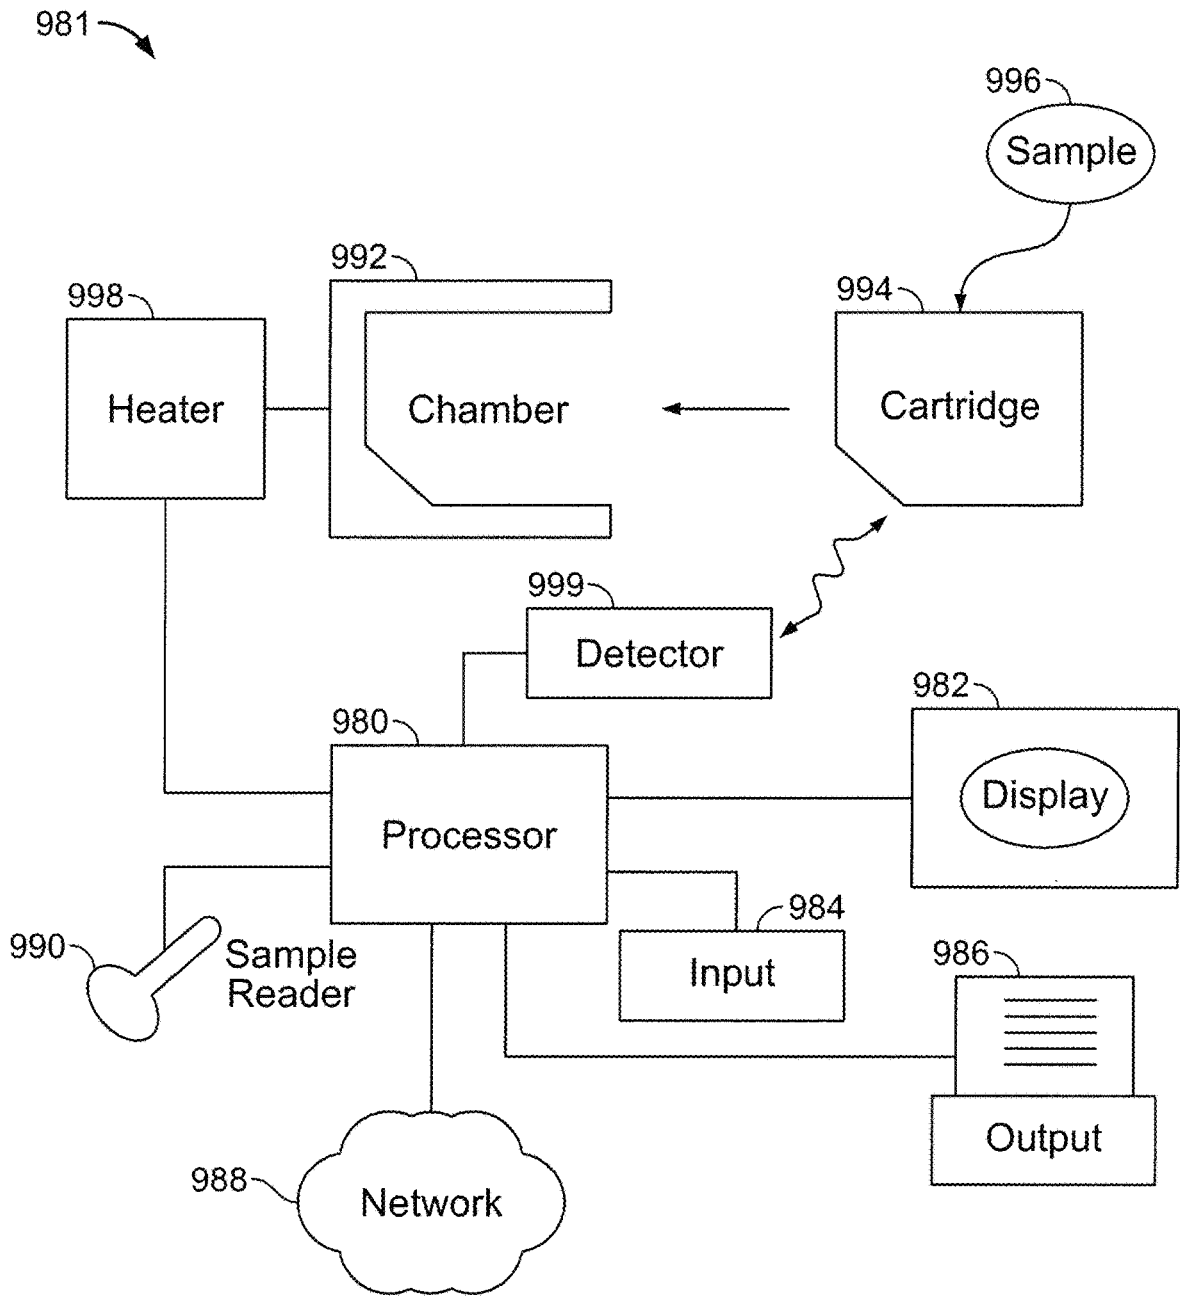 981
996
Sample
992
998
994
Heater
Chamber
Cartridge
999
Detector
982
980
Display
Processor
984
990
Sample
Reader
Input
986
Output
988
Network